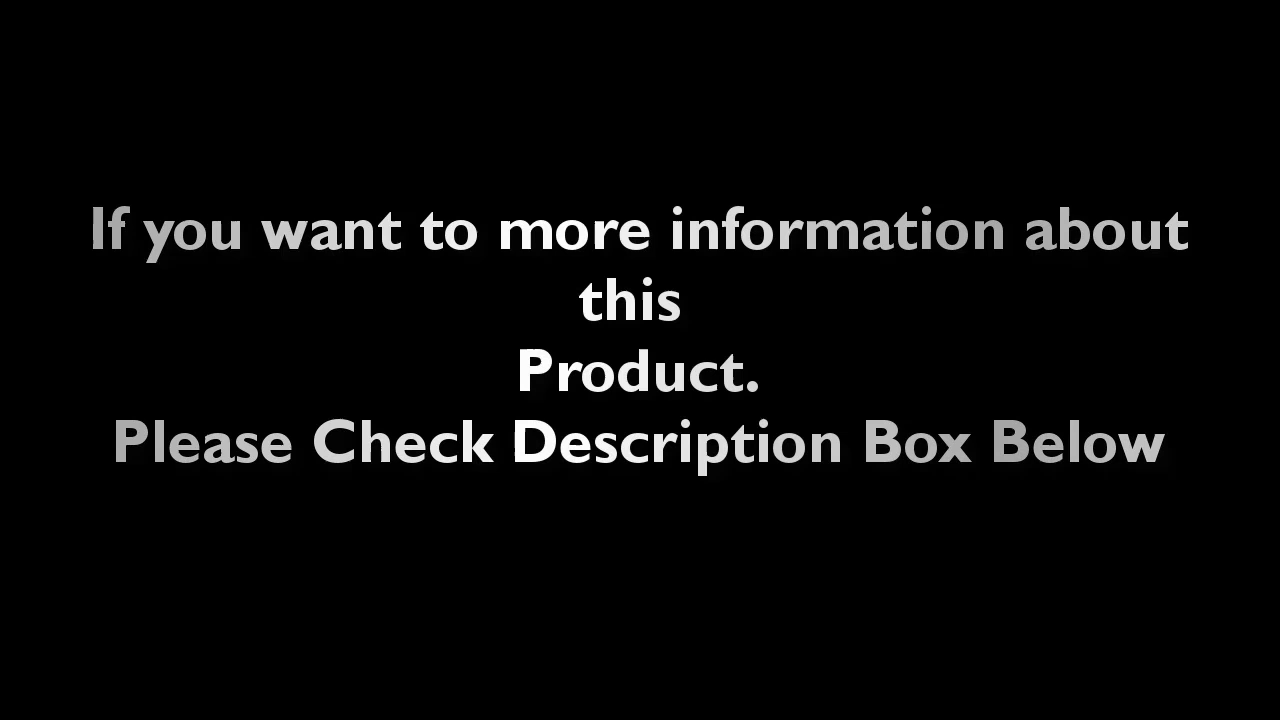 If you want to more information about
this
Product.
Please Check Description Box Below